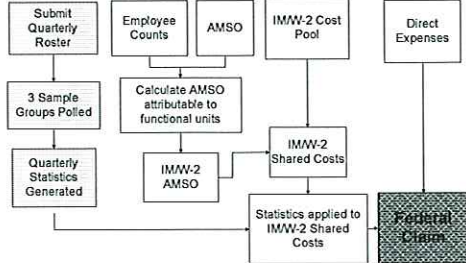 Submit
Quarterly
Roster
Employee
Counts
AMSO
IM/W-2 Cost
Pool
Direct
Expenses
3 Sample
Groups Polled
Calculate AMSO
attributable to
functional units
Quarterly
Statistics
Generated
IM/W-2
AMSO
IM/W-2
Shared Costs
Statistics applied to
IM/W-2 Shared
Costs
Federal
Claim